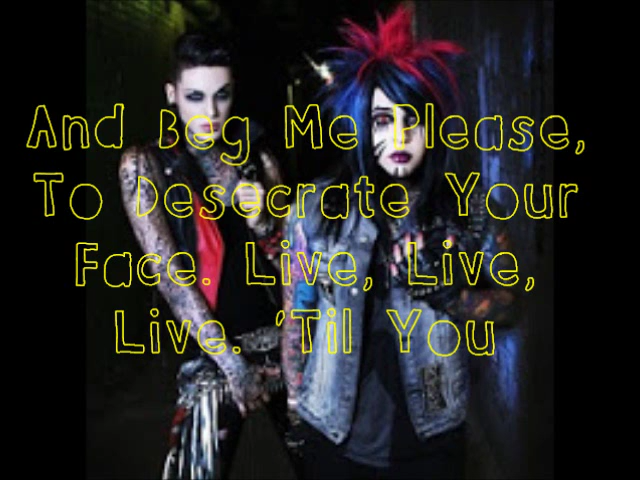 And Beg Me Please,
To Desecrate Your
Face. Live, Live,
Live. 'Til You